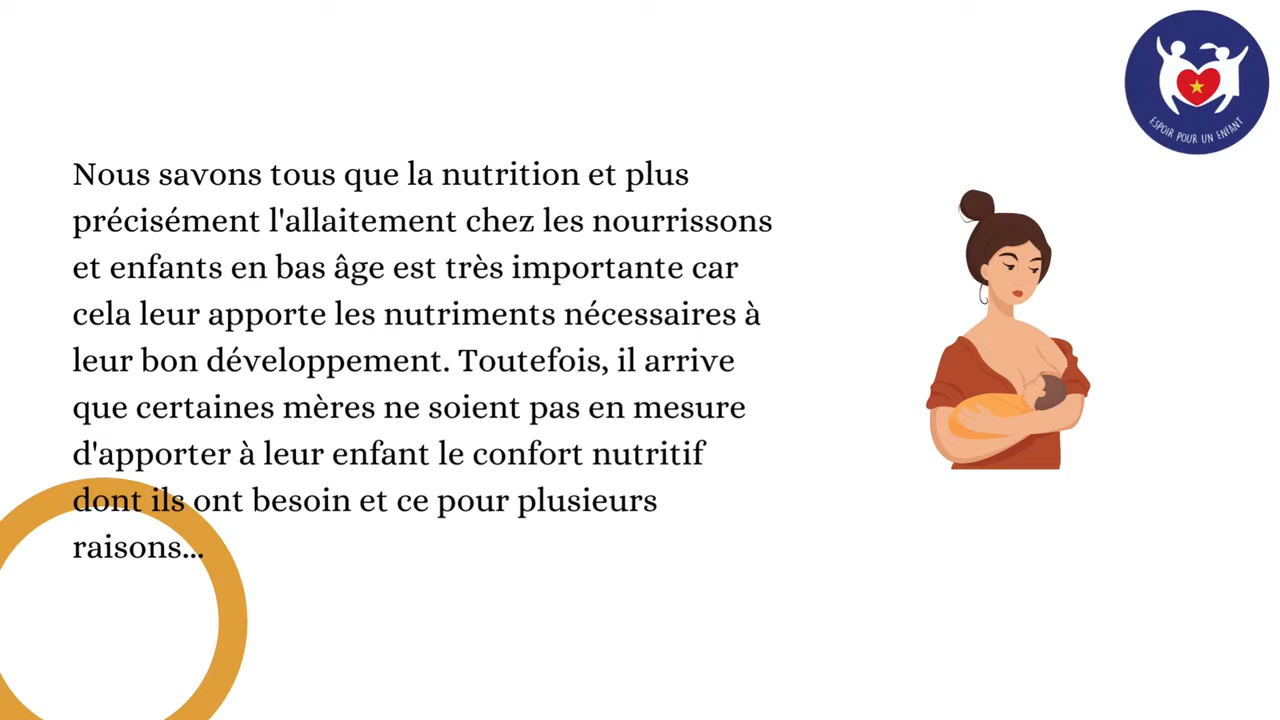 ESPOIR POUR UN ENFANT
Nous savons tous que la nutrition et plus
précisément l'allaitement chez les nourrissons
et enfants en bas âge est très importante car
cela leur apporte les nutriments nécessaires à
leur bon développement. Toutefois, il arrive
que certaines mères ne soient pas en mesure
d'apporter à leur enfant le confort nutritif
dont ils ont besoin et ce pour plusieurs
raisons...